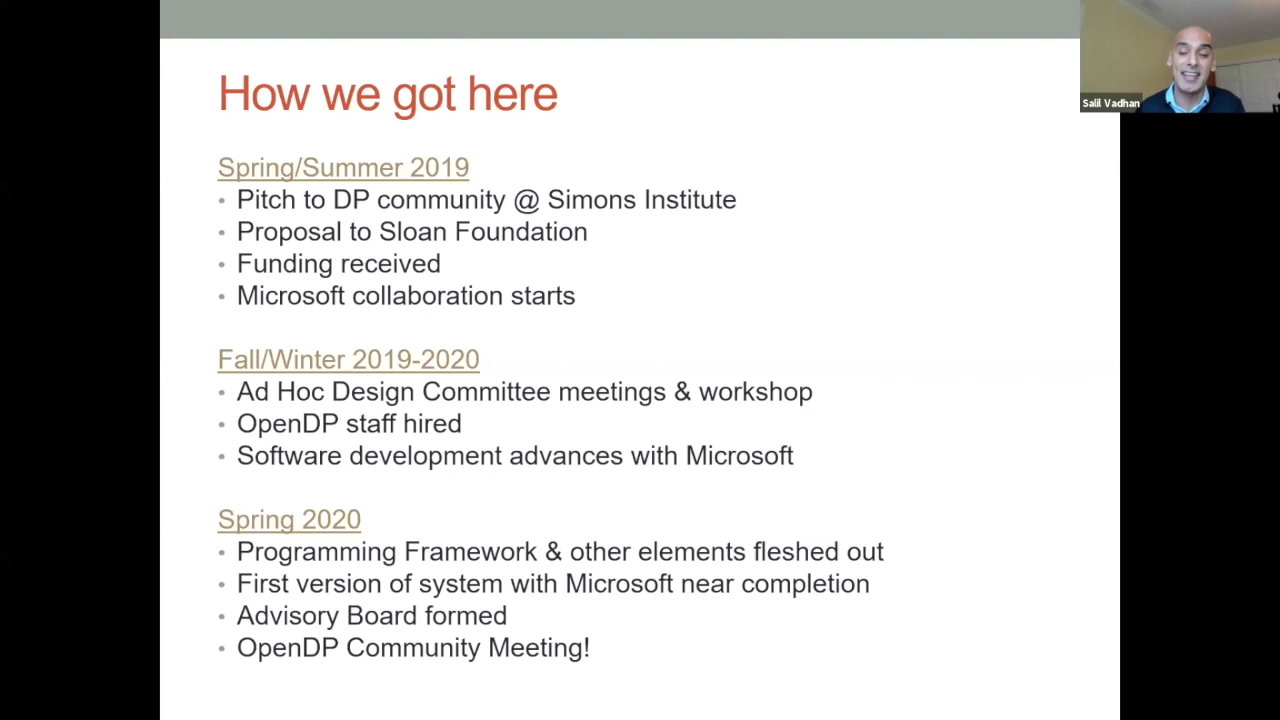 How we got here
Salil Vadhan
Spring/Summer 2019
• Pitch to DP community @ Simons Institute
• Proposal to Sloan Foundation
• Funding received
• Microsoft collaboration starts
Fall/Winter 2019-2020
• Ad Hoc Design Committee meetings & workshop
• OpenDP staff hired
• Software development advances with Microsoft
Spring 2020
• Programming Framework & other elements fleshed out
• First version of system with Microsoft near completion
• Advisory Board formed
• OpenDP Community Meeting!